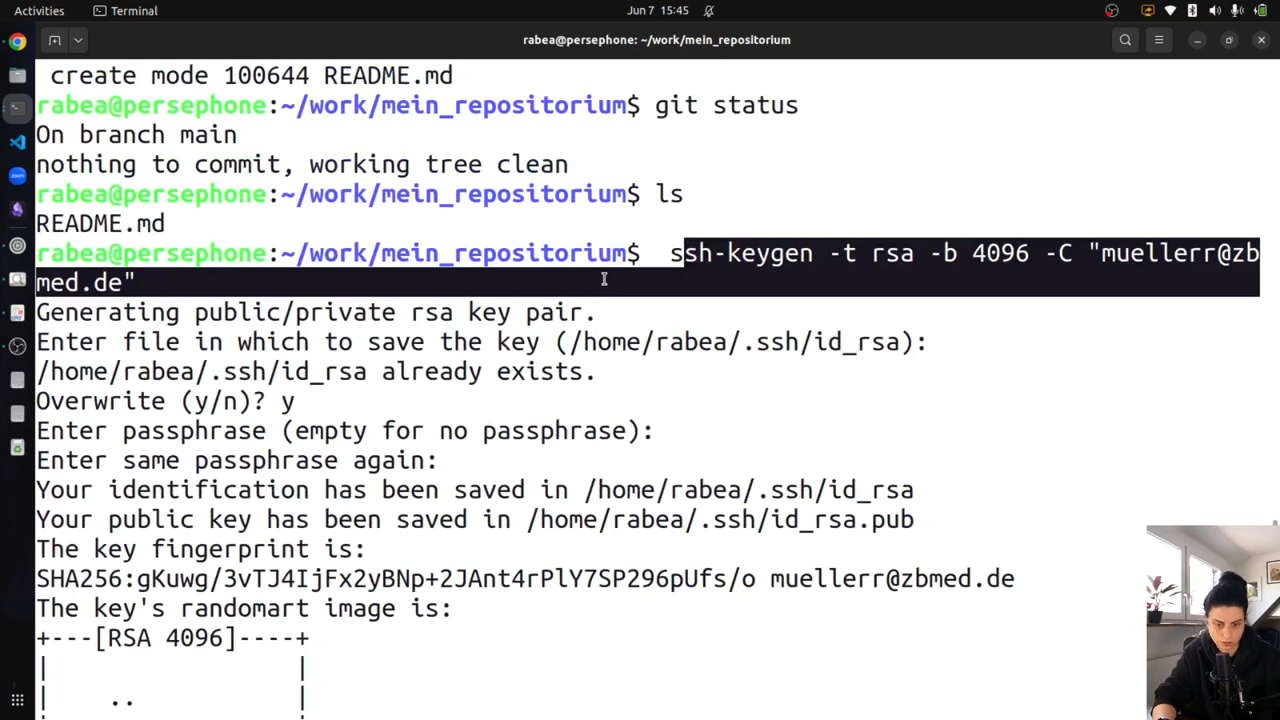 Activities
Terminal
Jun 7 15:45
rabea@persephone: ~/work/mein_repositorium
create mode 100644 README.md
rabea@persephone:~/work/mein_repositorium$ git status
On branch main
nothing to commit, working tree clean
rabea@persephone:~/work/mein_repositorium$ ls
README.md
rabea@persephone:~/work/mein_repositorium$  ssh-keygen -t rsa -b 4096 -C "muellerr@zb
med.de"
Generating public/private rsa key pair.
Enter file in which to save the key (/home/rabea/.ssh/id_rsa):
/home/rabea/.ssh/id_rsa already exists.
Overwrite (y/n)? y
Enter passphrase (empty for no passphrase):
Enter same passphrase again:
Your identification has been saved in /home/rabea/.ssh/id_rsa
Your public key has been saved in /home/rabea/.ssh/id_rsa.pub
The key fingerprint is:
SHA256:gKuwg/3vTJ4IjFx2yBNp+2JAnt4rPlY7SP296pUfs/o muellerr@zbmed.de
The key's randomart image is:
+---[RSA 4096]----+
|                 |
|     ..          |